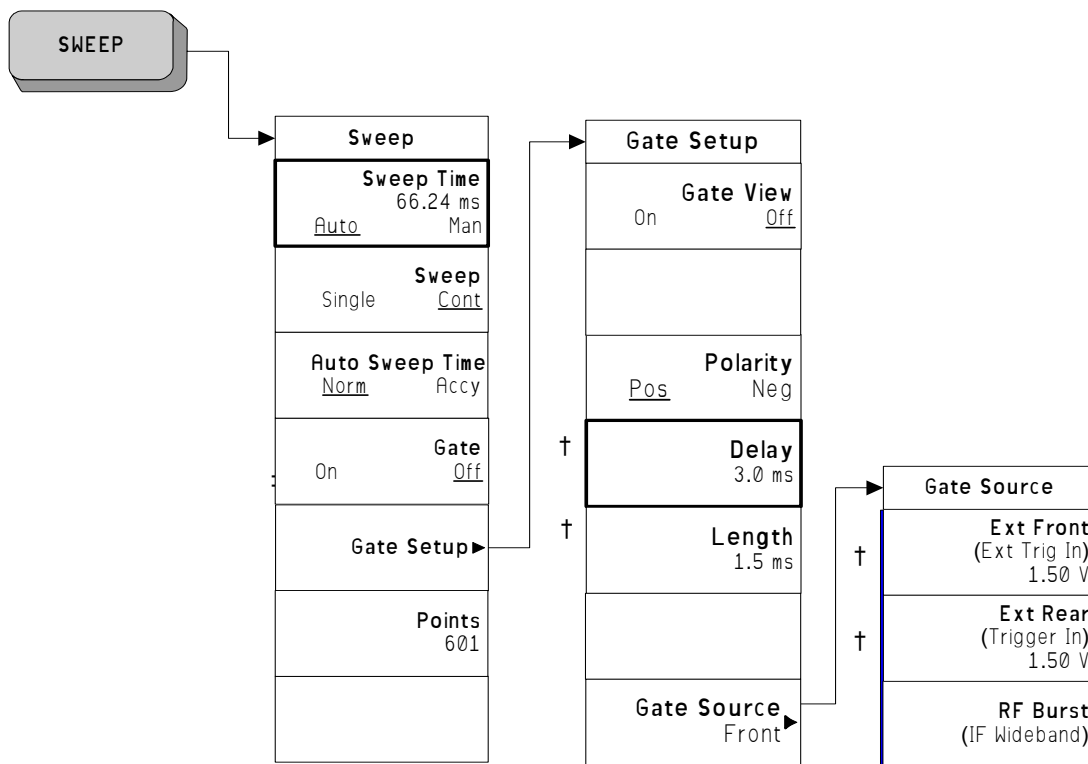 SWEEP
Sweep
Sweep Time
66.24 ms
Auto Man
Sweep
Single Cont
Auto Sweep Time
Norm Accy
Gate
On Off
Gate Setup
Points
601
Gate Setup
Gate View
On Off
Polarity
Pos Neg
†
Delay
3.0 ms
†
Length
1.5 ms
Gate Source
Front
Gate Source
†
Ext Front
(Ext Trig In)
1.50 V
†
Ext Rear
(Trigger In)
1.50 V
RF Burst
(IF Wideband)